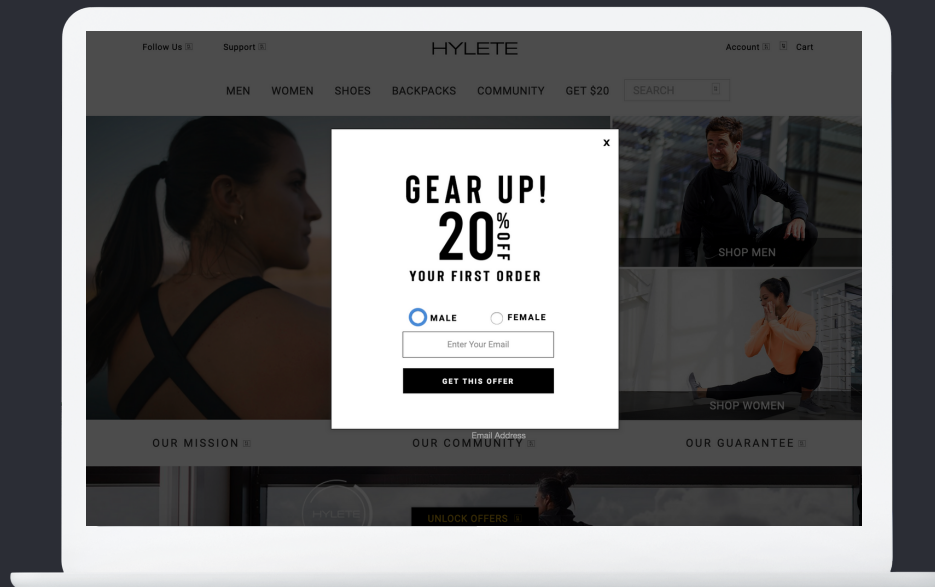 Follow Us
Support
HYLETE
Account
Cart
MEN WOMEN SHOES BACKPACKS COMMUNITY GET $20 SEARCH
X
GEAR UP!
20% OFF
YOUR FIRST ORDER
MALE
FEMALE
Enter Your Email
GET THIS OFFER
SHOP MEN
SHOP WOMEN
Email Address
OUR MISSION
OUR COMMUNITY
OUR GUARANTEE
HYLETE
UNLOCK OFFERS